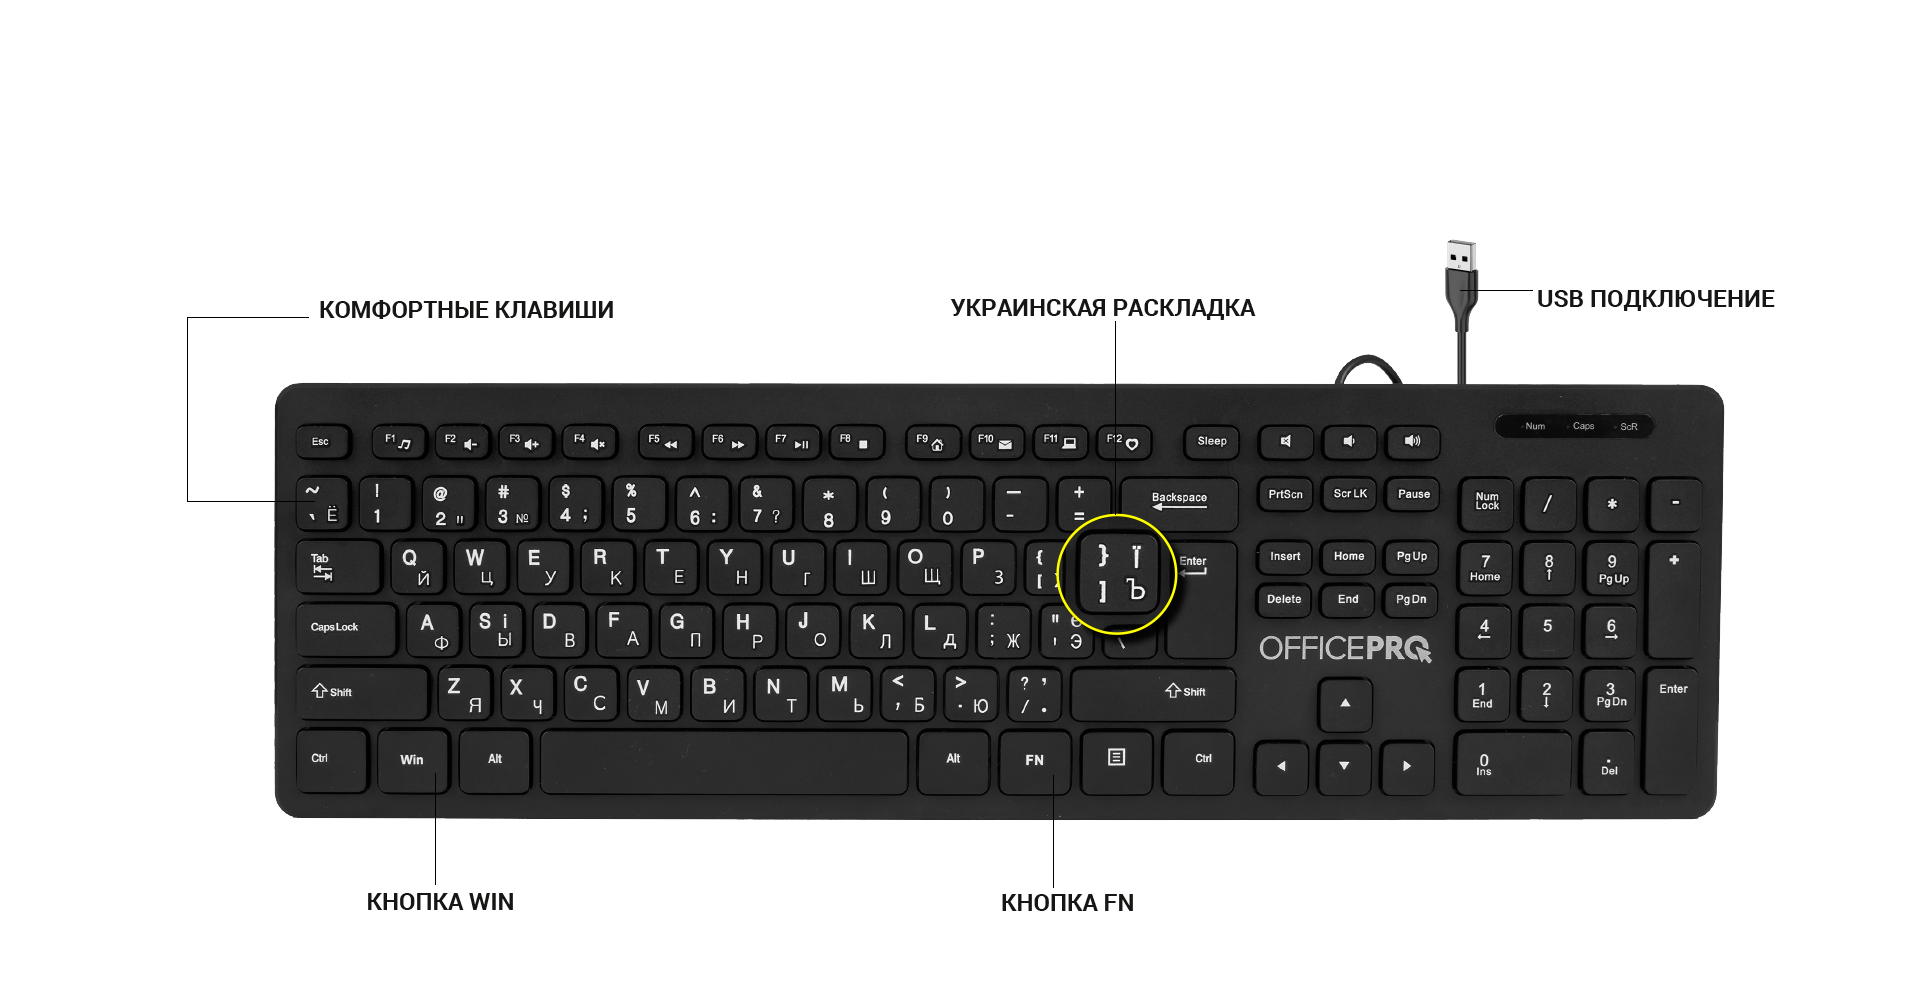 КОМФОРТНЫЕ КЛАВИШИ
УКРАИНСКАЯ РАСКЛАДКА
USB ПОДКЛЮЧЕНИЕ
Num Caps ScR
Esc F1 F2 F3 F4 F5 F6 F7 F8 F9 F10 F11 F12 Sleep
~ ! @ # $ % ^ & * ( ) — +
Backspace PrtScn Scr LK Pause Num Lock / * -
` Ё 1 2 " 3 № 4 ; 5 6 : 7 ? 8 9 0 - =
Tab Q Й W Ц E У R К T Е Y Н U Г I Ш O Щ P З { [ } Ї ] Ъ Enter
Insert Home Pg Up 7 Home 8 ↑ 9 Pg Up +
Delete End Pg Dn
Caps Lock A Ф S і Ы D В F А G П H Р J О K Л L Д : ; Ж " Є ' Э \
4 ← 5 6 →
OFFICEPRO
Shift Z Я X Ч C С V М B И N Т M Ь < , Б > . Ю ? , / . Shift
1 End 2 ↓ 3 Pg Dn Enter
Ctrl Win Alt Alt FN Ctrl
0 Ins . Del
КНОПКА WIN
КНОПКА FN